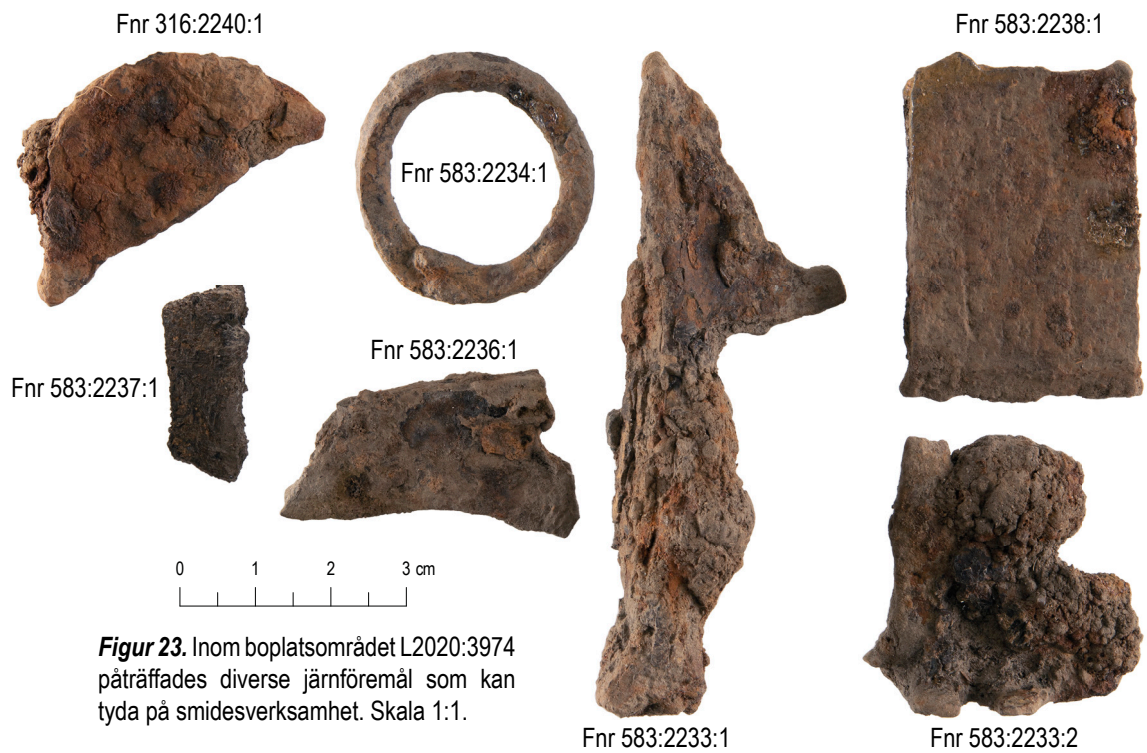 Fnr 316:2240:1
Fnr 583:2238:1
Fnr 583:2234:1
Fnr 583:2236:1
Fnr 583:2237:1
0 1 2 3 cm
Figur 23. Inom boplatsområdet L2020:3974
påträffades diverse järnföremål som kan
tyda på smidesverksamhet. Skala 1:1.
Fnr 583:2233:1
Fnr 583:2233:2